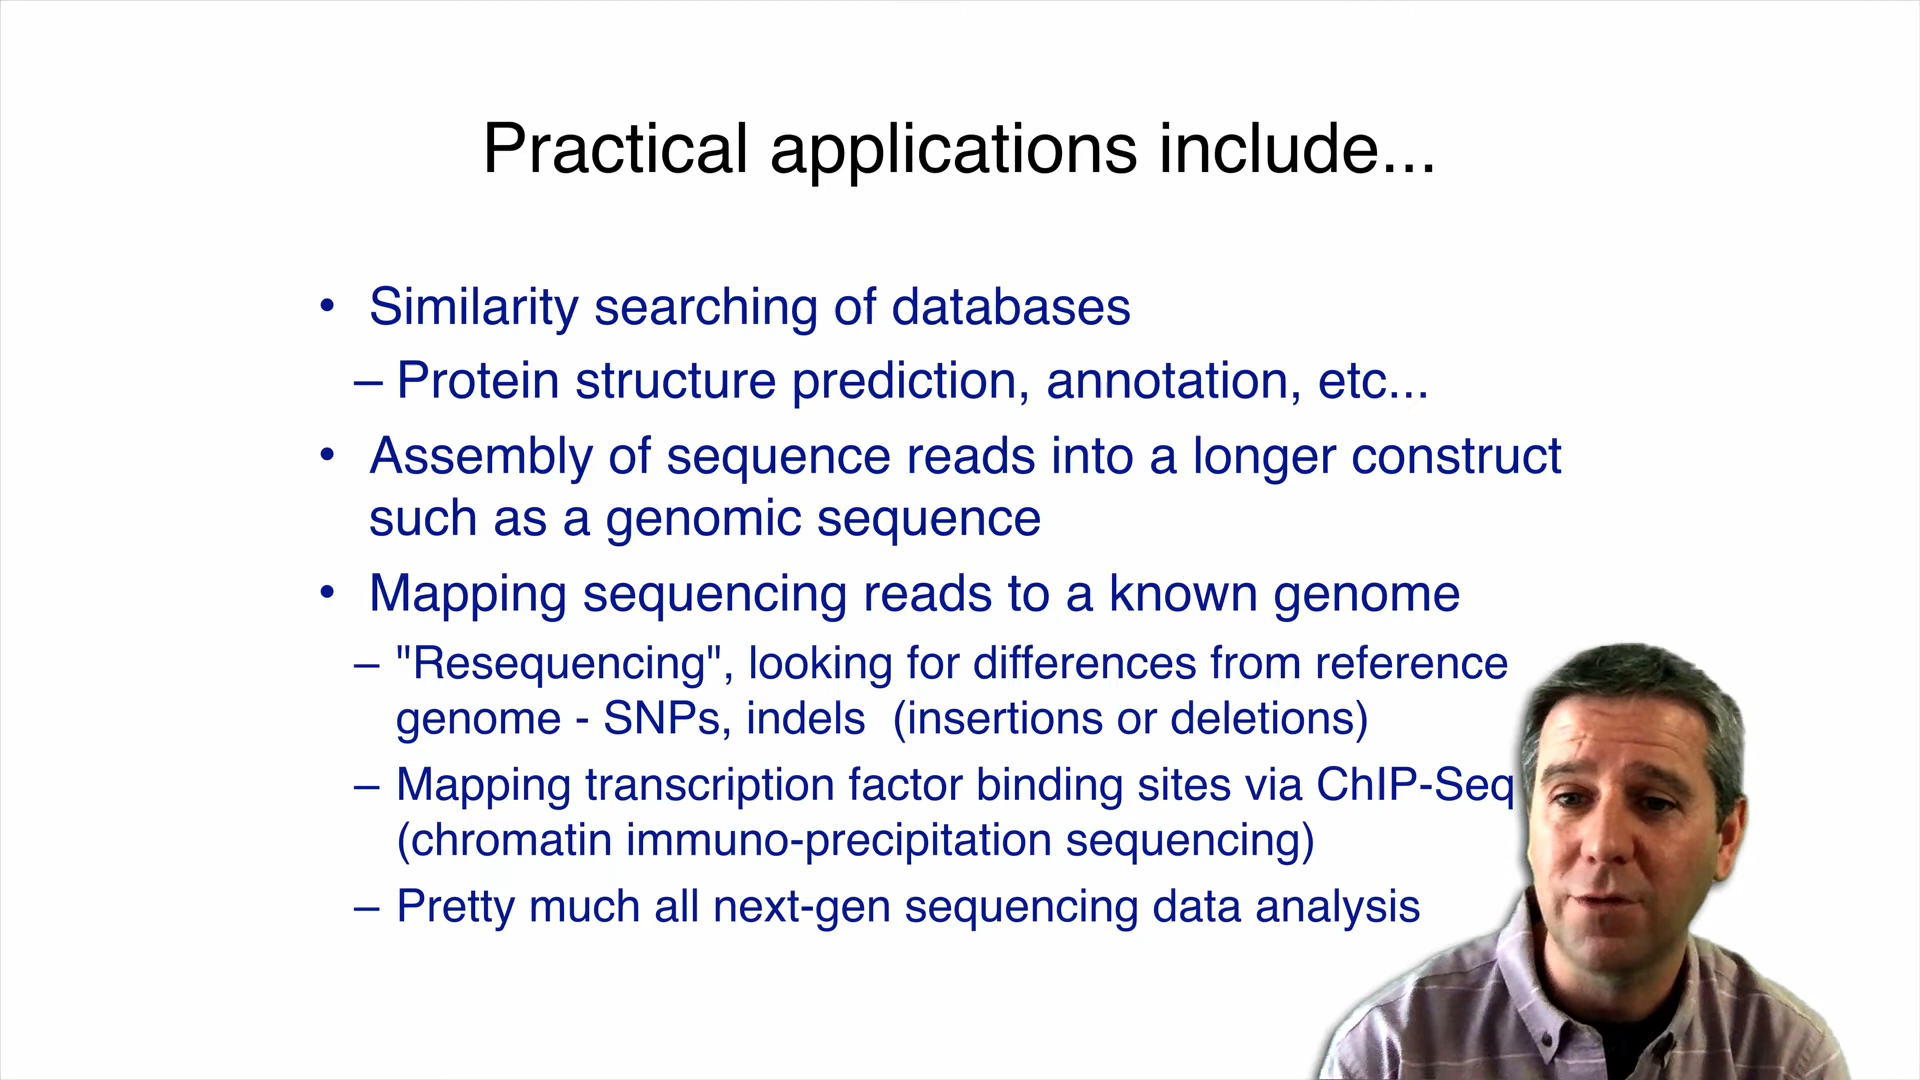 Practical applications include...
• Similarity searching of databases
– Protein structure prediction, annotation, etc...
• Assembly of sequence reads into a longer construct
such as a genomic sequence
• Mapping sequencing reads to a known genome
– "Resequencing", looking for differences from reference
genome - SNPs, indels  (insertions or deletions)
– Mapping transcription factor binding sites via ChIP-Seq
(chromatin immuno-precipitation sequencing)
– Pretty much all next-gen sequencing data analysis